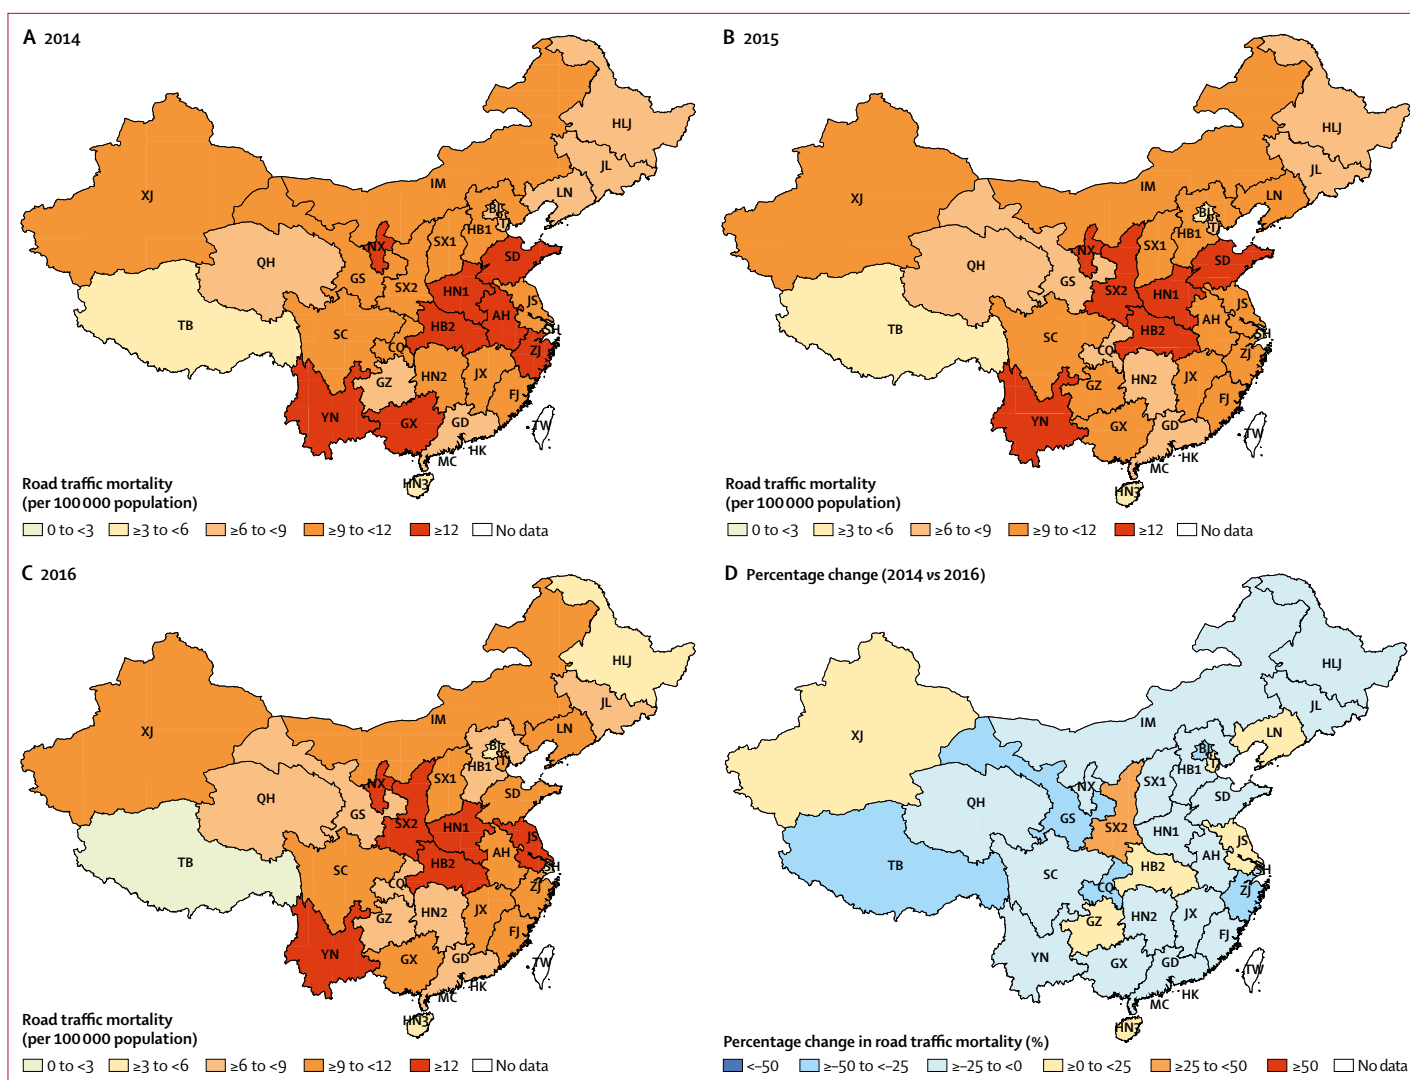 A 2014
HLJ
JL
LN
XJ
IM
BJ
TJ
HB1
SX1
NX
SD
QH
GS
SX2
HN1
JS
TB
SC
HB2
AH
SH
CQ
ZJ
GZ
HN2
JX
FJ
YN
GX
GD
TW
MC
HK
HN3
Road traffic mortality
(per 100 000 population)
0 to <3 ≥3 to <6 ≥6 to <9 ≥9 to <12 ≥12 No data
B 2015
HLJ
JL
LN
XJ
IM
BJ
TJ
HB1
SX1
NX
SD
QH
GS
SX2
HN1
JS
TB
SC
HB2
AH
SH
CQ
ZJ
GZ
HN2
JX
FJ
YN
GX
GD
TW
MC
HK
HN3
Road traffic mortality
(per 100 000 population)
0 to <3 ≥3 to <6 ≥6 to <9 ≥9 to <12 ≥12 No data
C 2016
HLJ
JL
LN
XJ
IM
BJ
TJ
HB1
SX1
NX
SD
QH
GS
SX2
HN1
JS
TB
SC
HB2
AH
SH
CQ
ZJ
GZ
HN2
JX
FJ
YN
GX
GD
TW
MC
HK
HN3
Road traffic mortality
(per 100 000 population)
0 to <3 ≥3 to <6 ≥6 to <9 ≥9 to <12 ≥12 No data
D Percentage change (2014 vs 2016)
HLJ
JL
LN
XJ
IM
BJ
TJ
HB1
SX1
NX
SD
QH
GS
SX2
HN1
JS
TB
SC
HB2
AH
SH
CQ
ZJ
GZ
HN2
JX
FJ
YN
GX
GD
TW
MC
HK
HN3
Percentage change in road traffic mortality (%)
<–50 ≥–50 to <–25 ≥–25 to <0 ≥0 to <25 ≥25 to <50 ≥50 No data